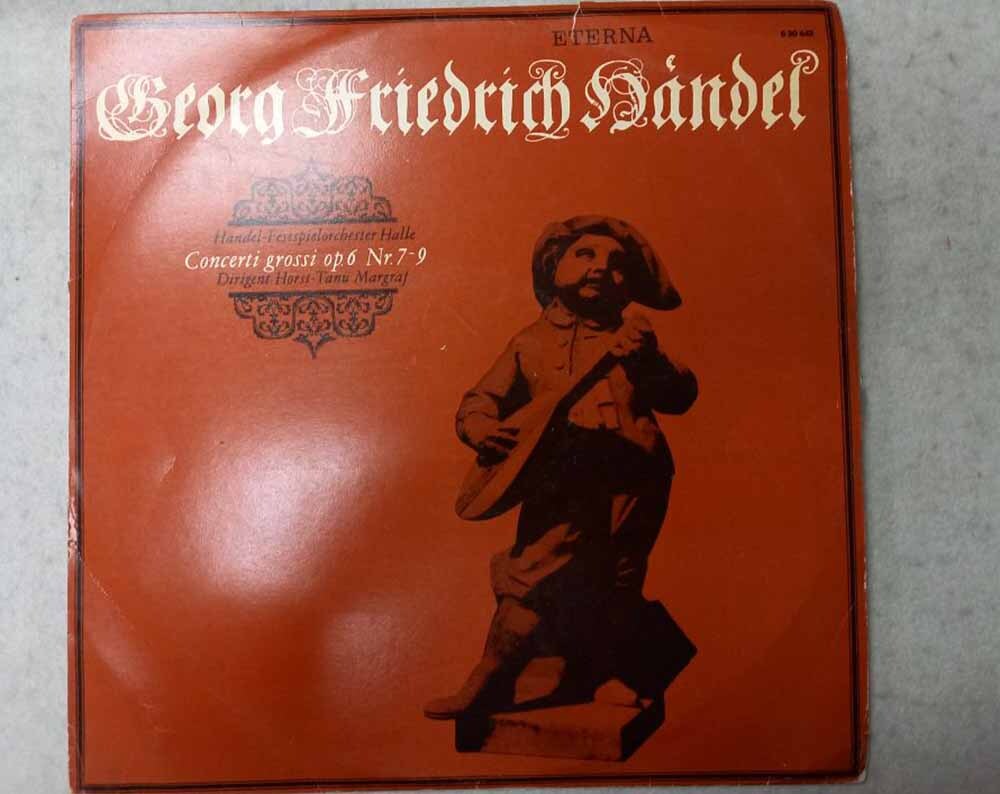 ETERNA
Georg Friedrich Händel
Händel-Festspielorchester Halle
Concerti grossi op.6 Nr. 7-9
Dirigent Horst-Tanu Margraf